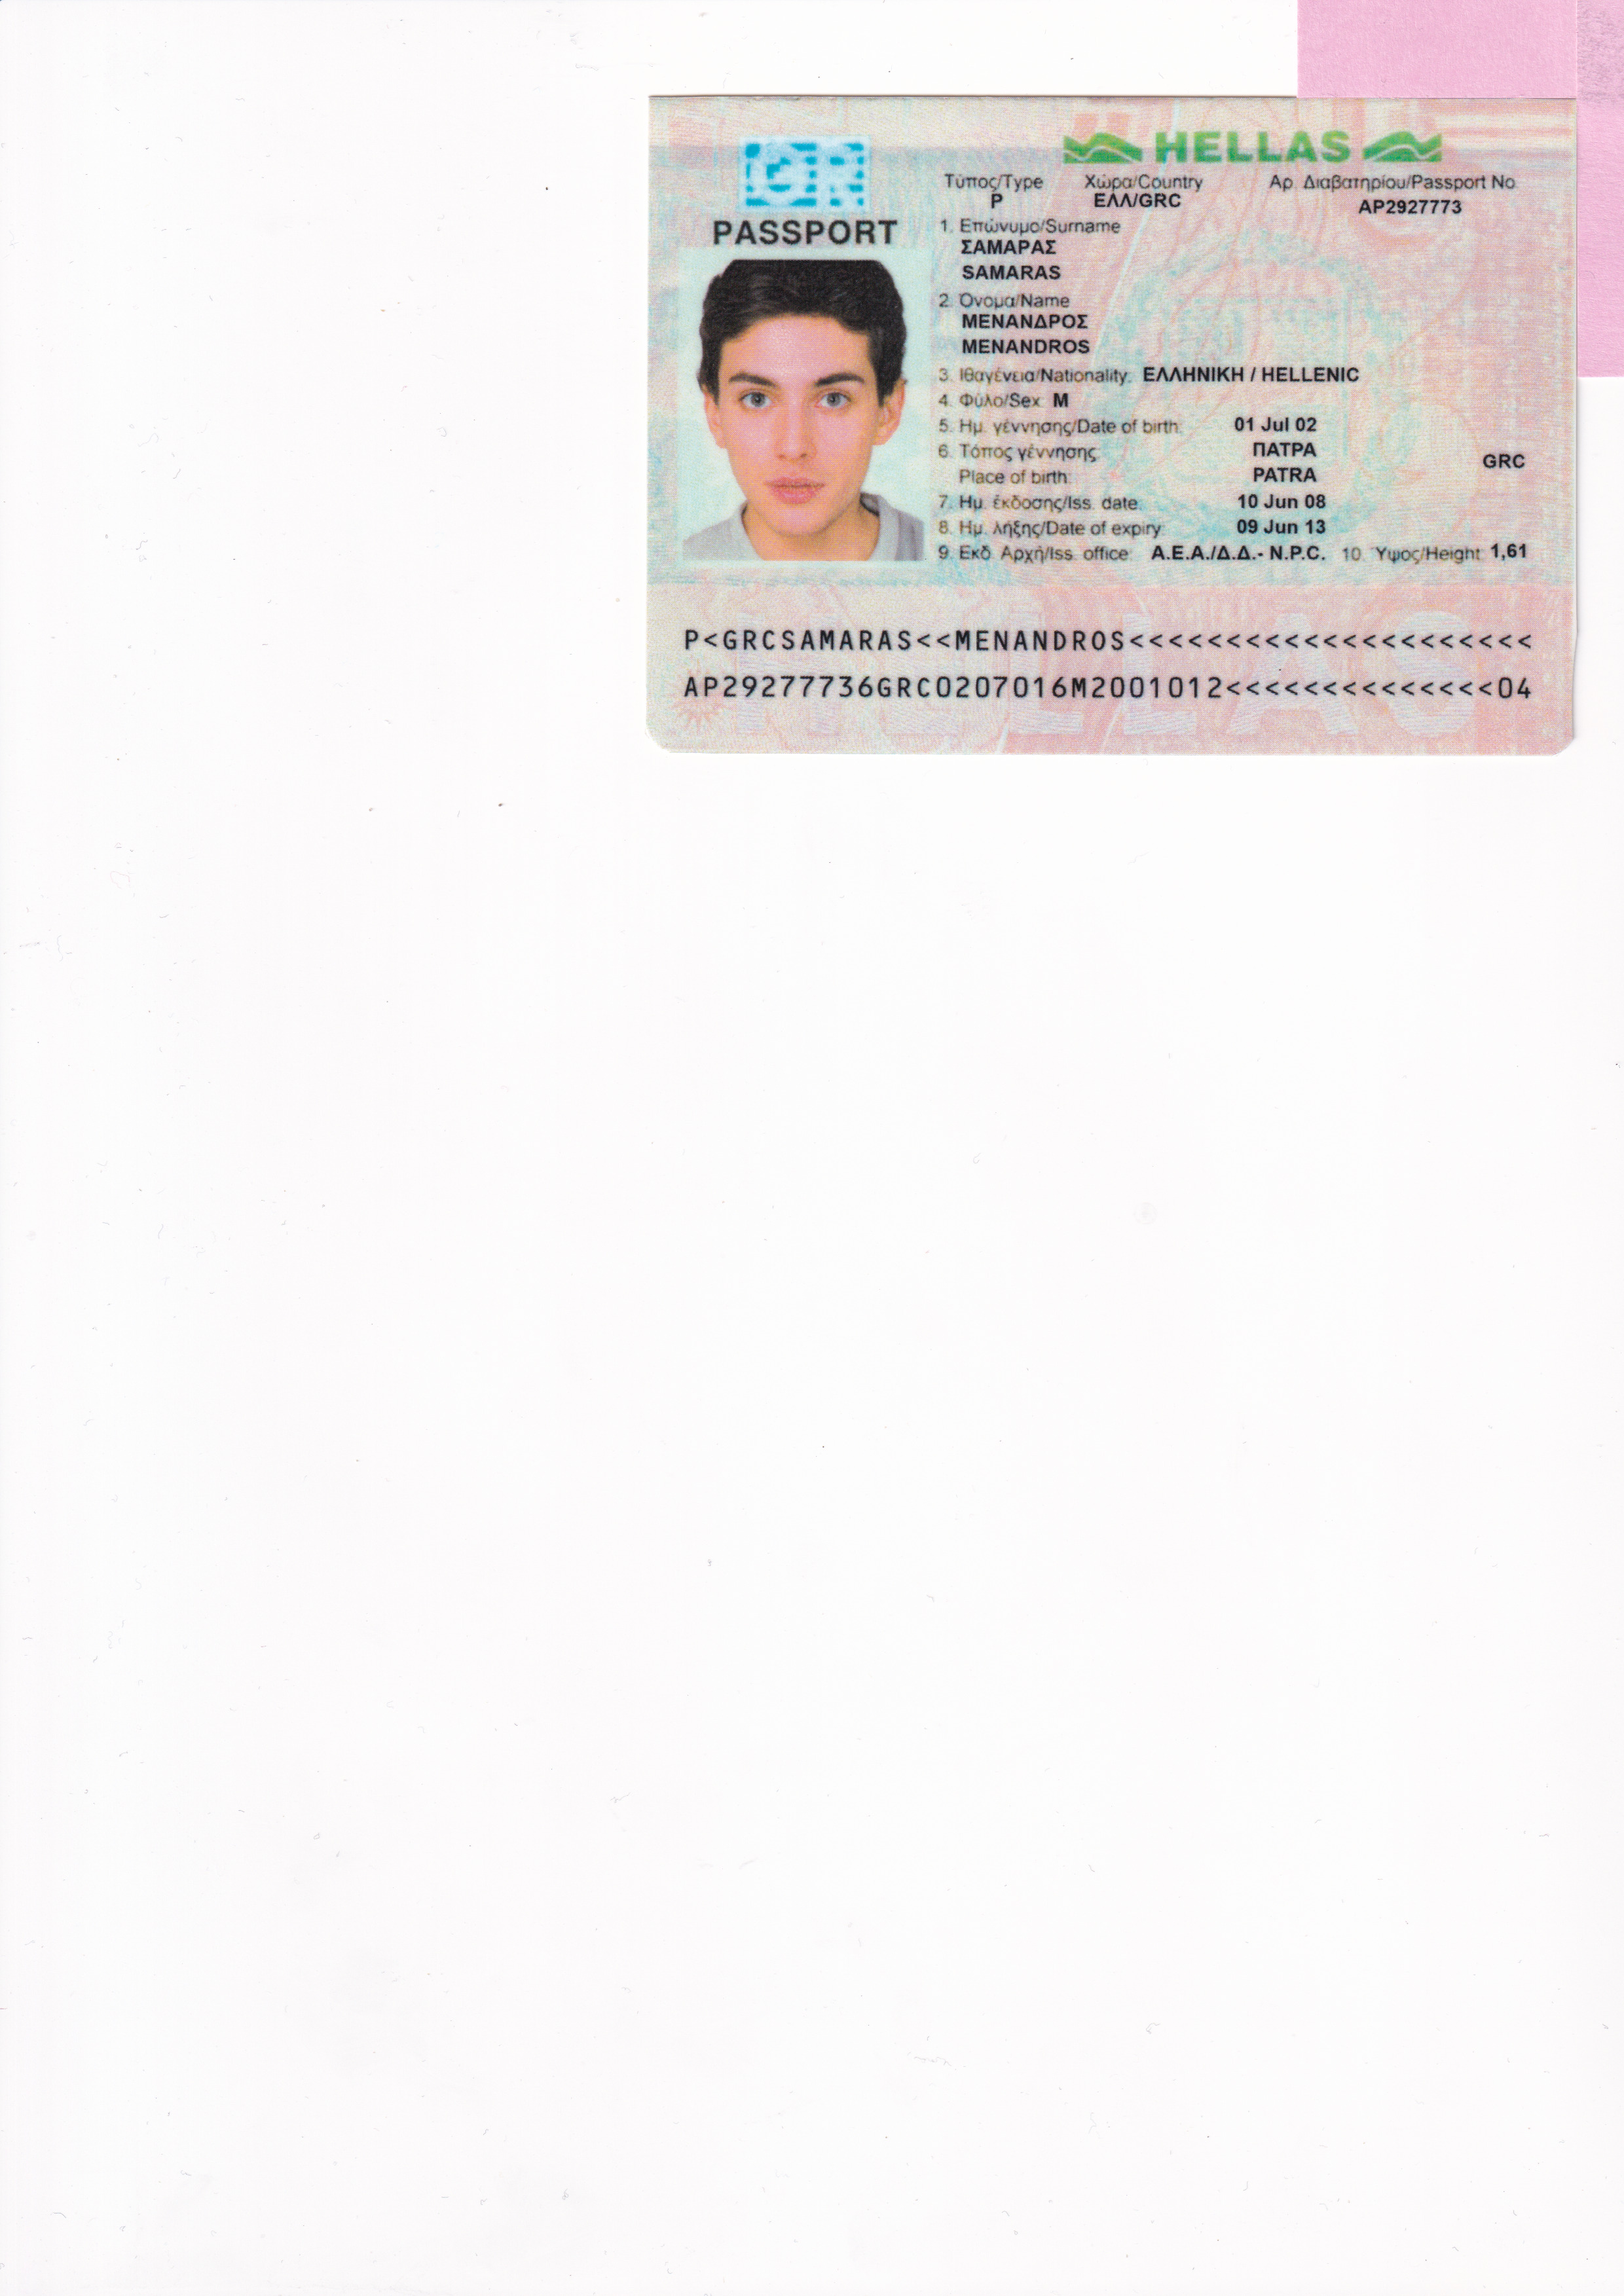 GR
HELLAS
PASSPORT
Τύπος/Type Χώρα/Country Αρ. Διαβατηρίου/Passport No
P ΕΛΛ/GRC AP2927773
1. Επώνυμο/Surname
ΣΑΜΑΡΑΣ
SAMARAS
2. Όνομα/Name
ΜΕΝΑΝΔΡΟΣ
MENANDROS
3. Ιθαγένεια/Nationality: ΕΛΛΗΝΙΚΗ / HELLENIC
4. Φύλο/Sex: M
5. Ημ. γέννησης/Date of birth: 01 Jul 02
6. Τόπος γέννησης: ΠΑΤΡΑ
Place of birth: PATRA GRC
7. Ημ. έκδοσης/Iss. date: 10 Jun 08
8. Ημ. λήξης/Date of expiry: 09 Jun 13
9. Εκδ. Αρχή/Iss. office: Α.Ε.Α./Δ.Δ.- N.P.C. 10. Ύψος/Height: 1,61
P<GRCSAMARAS<<MENANDROS<<<<<<<<<<<<<<<<<<<<<
AP29277736GRC0207016M2001012<<<<<<<<<<<<<<04
HELLAS